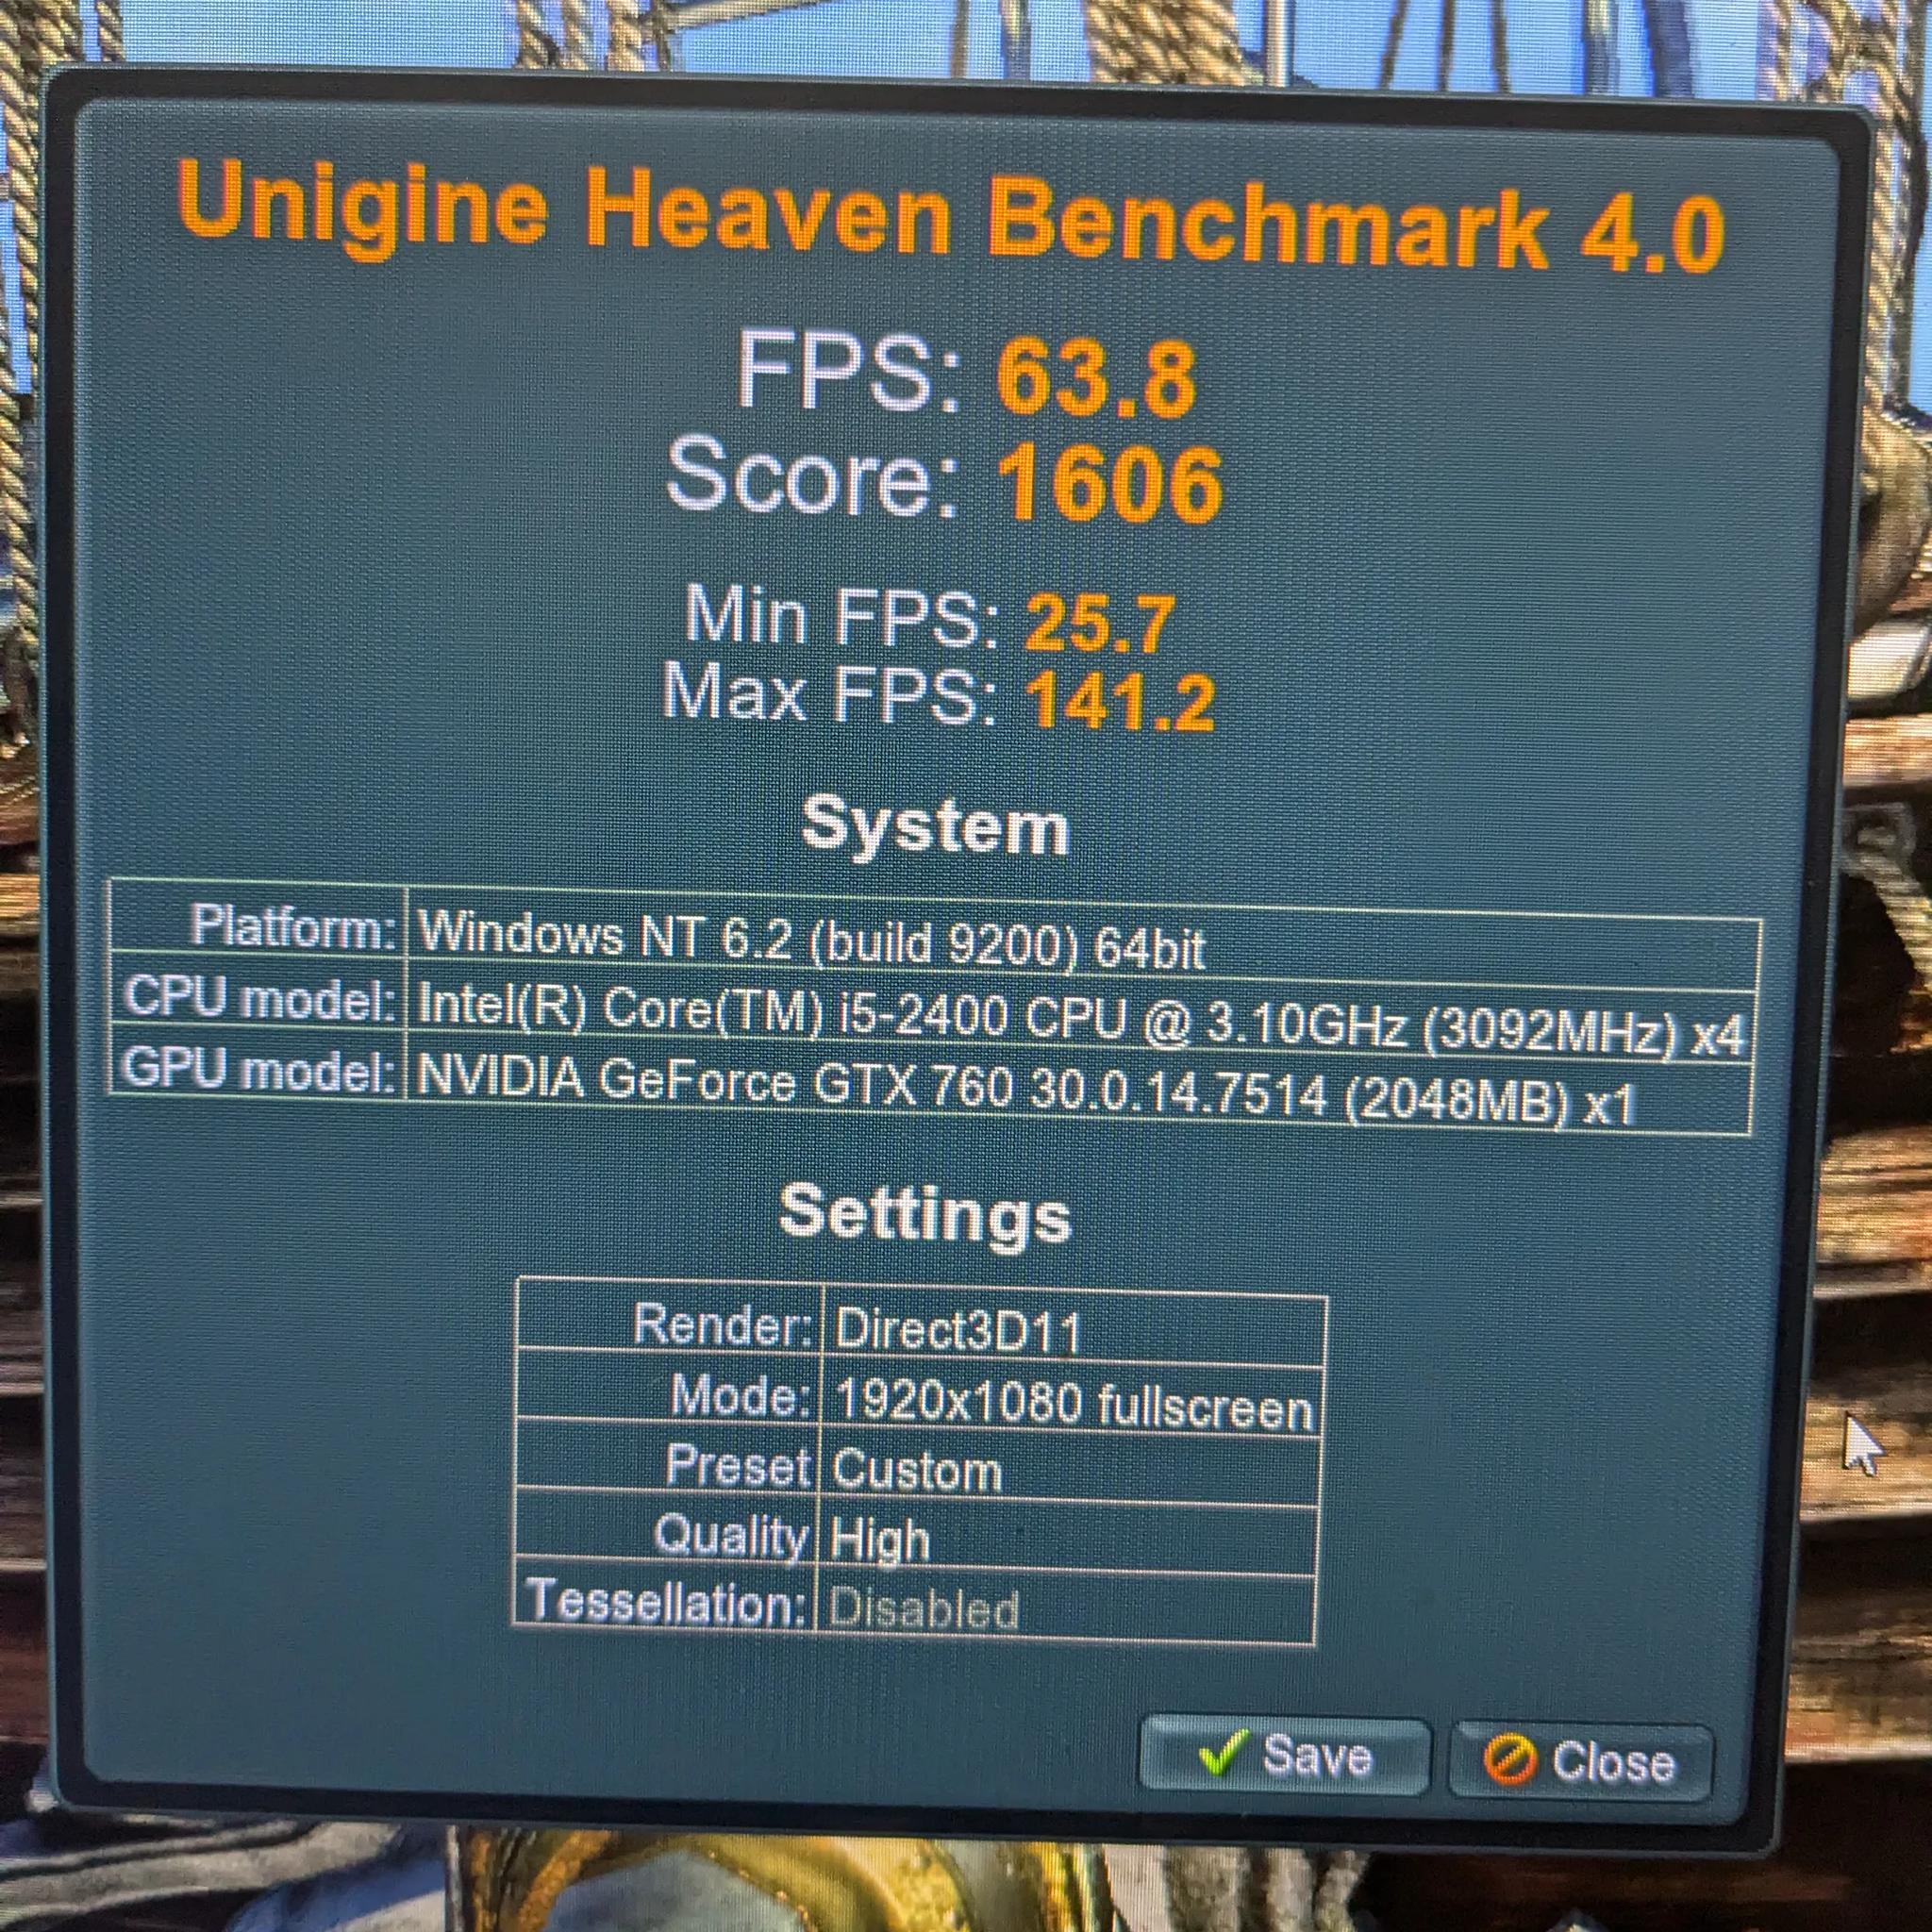 Unigine Heaven Benchmark 4.0
FPS: 63.8
Score: 1606
Min FPS: 25.7
Max FPS: 141.2
System
Platform: Windows NT 6.2 (build 9200) 64bit
CPU model: Intel(R) Core(TM) i5-2400 CPU @ 3.10GHz (3092MHz) x4
GPU model: NVIDIA GeForce GTX 760 30.0.14.7514 (2048MB) x1
Settings
Render: Direct3D11
Mode: 1920x1080 fullscreen
Preset Custom
Quality High
Tessellation: Disabled
Save Close